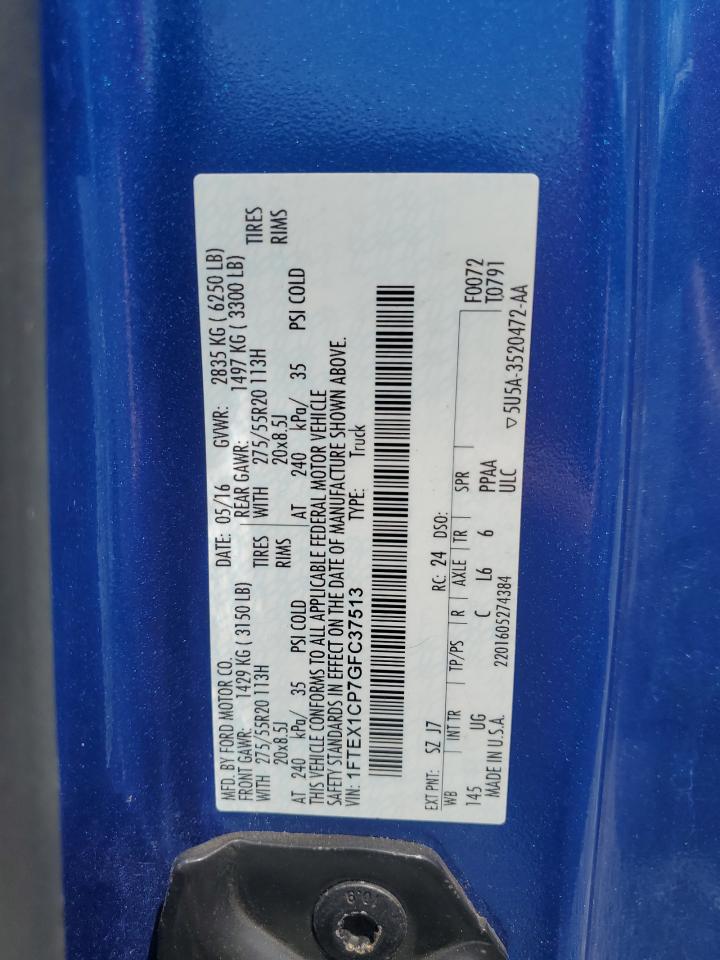 MFD. BY FORD MOTOR CO. DATE: 05/16 GVWR: 2835 KG ( 6250 LB)
FRONT GAWR: 1429 KG ( 3150 LB) REAR GAWR: 1497 KG ( 3300 LB)
WITH 275/55R20 113H TIRES WITH 275/55R20 113H TIRES
20x8.5J RIMS 20x8.5J RIMS
AT 240 kPa/ 35 PSI COLD AT 240 kPa/ 35 PSI COLD
THIS VEHICLE CONFORMS TO ALL APPLICABLE FEDERAL MOTOR VEHICLE
SAFETY STANDARDS IN EFFECT ON THE DATE OF MANUFACTURE SHOWN ABOVE.
VIN: 1FTEX1CP7GFC37513 TYPE: Truck
EXT PNT: SZ J7 RC: 24 DSO: F0072
WB INT TR TP/PS R AXLE TR SPR T0791
145 UG C L6 6 PPAA
MADE IN U.S.A. 2201605274384 ULC ▽5U5A-3520472-AA
10.9